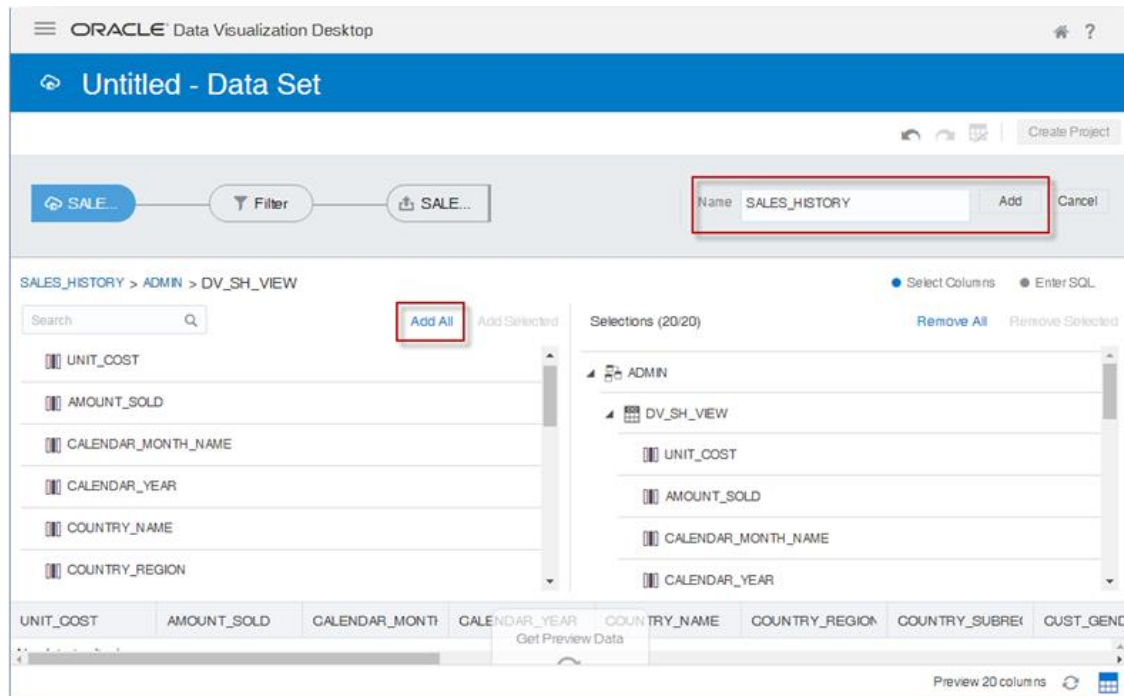 ORACLE Data Visualization Desktop ?
Untitled - Data Set
Create Project
SALE... Filter SALE... Name SALES_HISTORY Add Cancel
SALES_HISTORY > ADMIN > DV_SH_VIEW Select Columns Enter SQL
Search Add All Add Selected Selections (20/20) Remove All Remove Selected
UNIT_COST
AMOUNT_SOLD
CALENDAR_MONTH_NAME
CALENDAR_YEAR
COUNTRY_NAME
COUNTRY_REGION
ADMIN
DV_SH_VIEW
UNIT_COST
AMOUNT_SOLD
CALENDAR_MONTH_NAME
CALENDAR_YEAR
UNIT_COST AMOUNT_SOLD CALENDAR_MONTH CALENDAR_YEAR COUNTRY_NAME COUNTRY_REGION COUNTRY_SUBREC CUST_GEND
Get Preview Data
Preview 20 columns